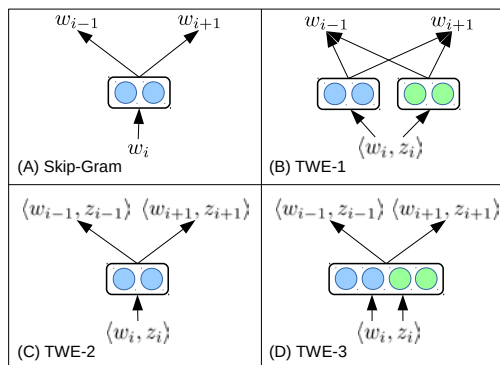 w_{i-1} w_{i+1}
w_i
(A) Skip-Gram
w_{i-1} w_{i+1}
⟨w_i, z_i⟩
(B) TWE-1
⟨w_{i-1}, z_{i-1}⟩ ⟨w_{i+1}, z_{i+1}⟩
⟨w_i, z_i⟩
(C) TWE-2
⟨w_{i-1}, z_{i-1}⟩ ⟨w_{i+1}, z_{i+1}⟩
⟨w_i, z_i⟩
(D) TWE-3